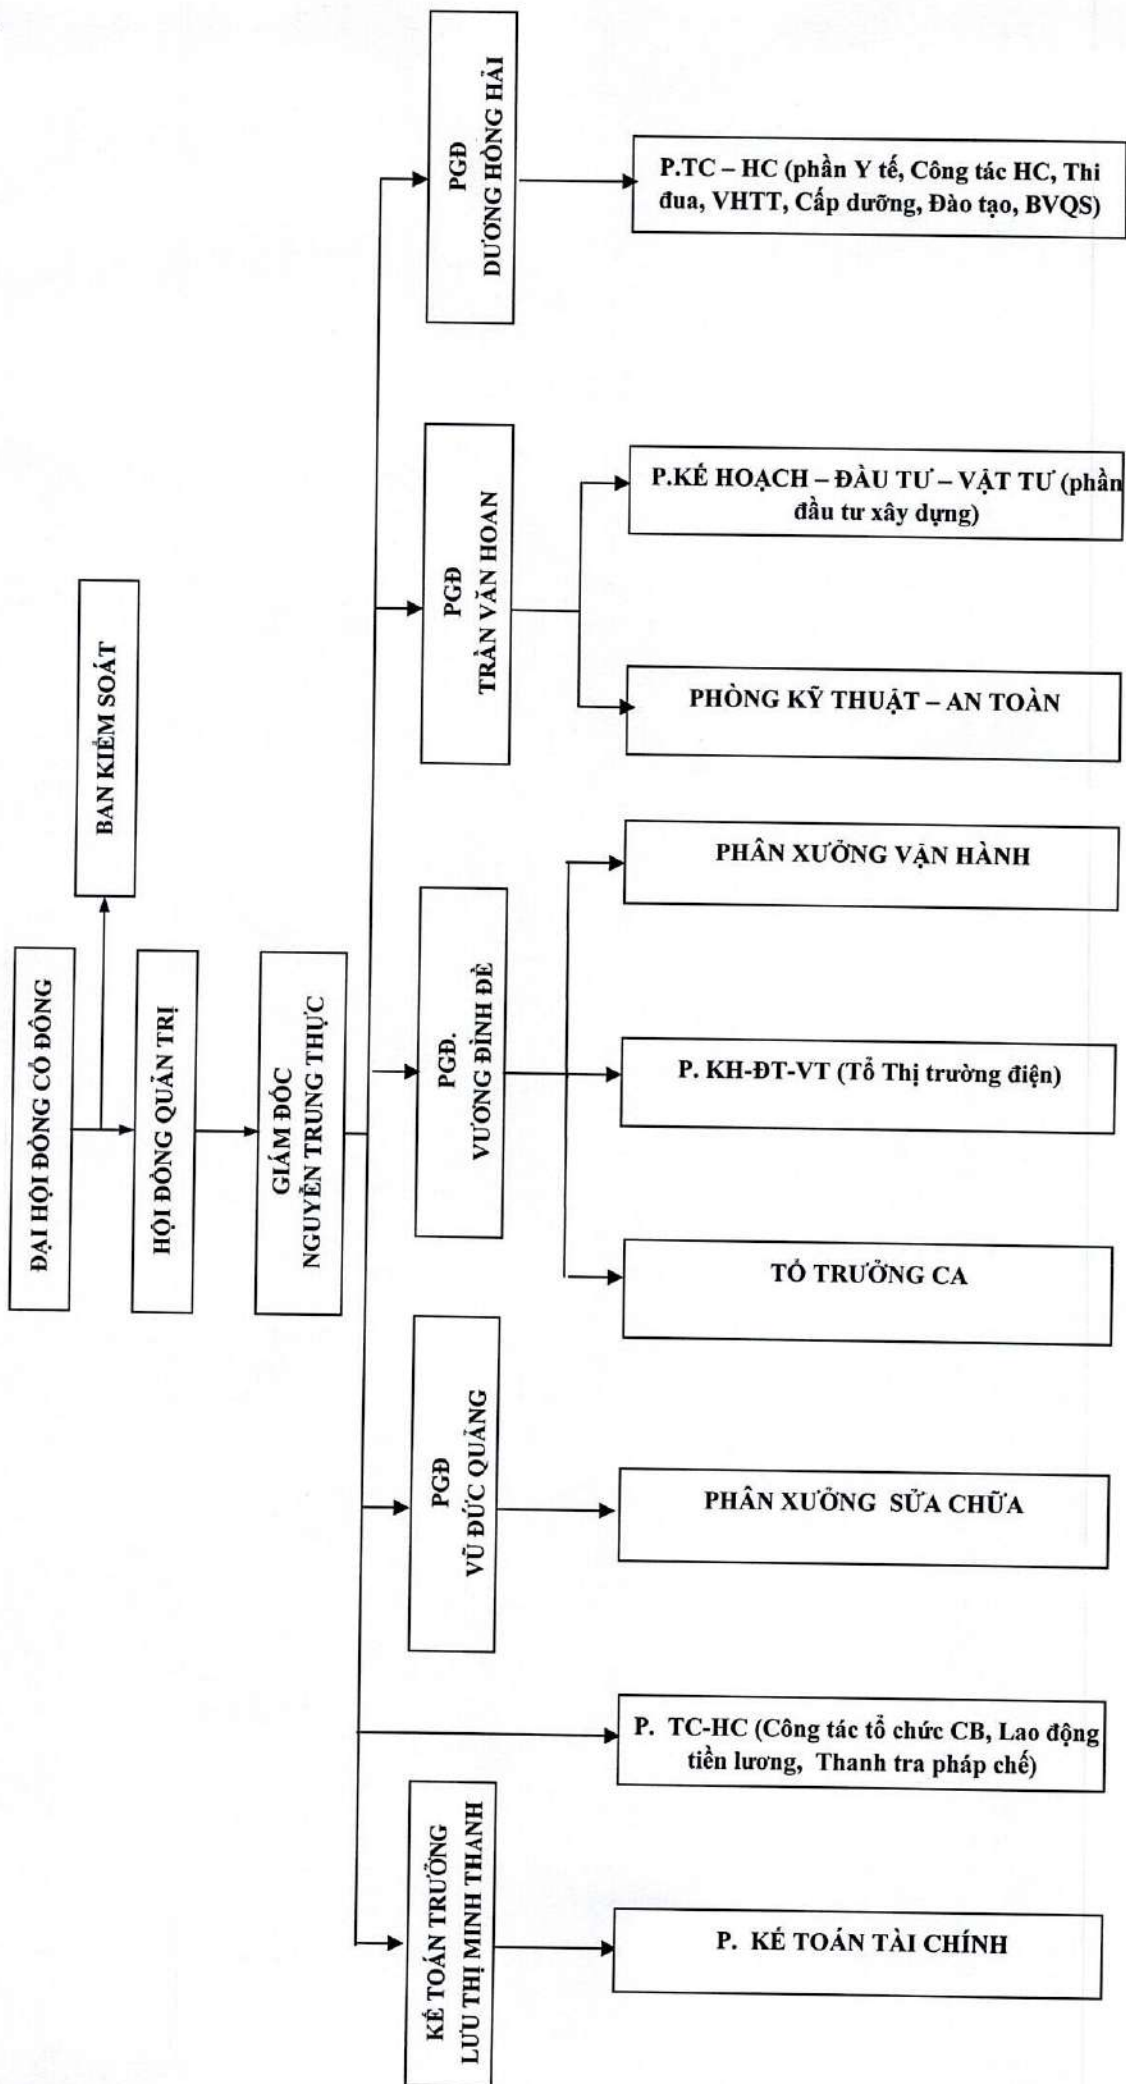 ĐẠI HỘI ĐỒNG CỔ ĐÔNG
BAN KIỂM SOÁT
HỘI ĐỒNG QUẢN TRỊ
GIÁM ĐỐC
NGUYỄN TRUNG THỰC
PGĐ
DƯƠNG HỒNG HẢI
P.TC – HC (phần Y tế, Công tác HC, Thi
đua, VHTT, Cấp dưỡng, Đào tạo, BVQS)
PGĐ
TRẦN VĂN HOAN
P.KẾ HOẠCH – ĐẦU TƯ – VẬT TƯ (phần
đầu tư xây dựng)
PHÒNG KỸ THUẬT – AN TOÀN
PGĐ.
VƯƠNG ĐÌNH ĐỀ
PHÂN XƯỞNG VẬN HÀNH
P. KH-ĐT-VT (Tổ Thị trường điện)
TỔ TRƯỞNG CA
PGĐ
VŨ ĐỨC QUẢNG
PHÂN XƯỞNG SỬA CHỮA
P. TC-HC (Công tác tổ chức CB, Lao động
tiền lương, Thanh tra pháp chế)
KẾ TOÁN TRƯỞNG
LƯU THỊ MINH THANH
P. KẾ TOÁN TÀI CHÍNH